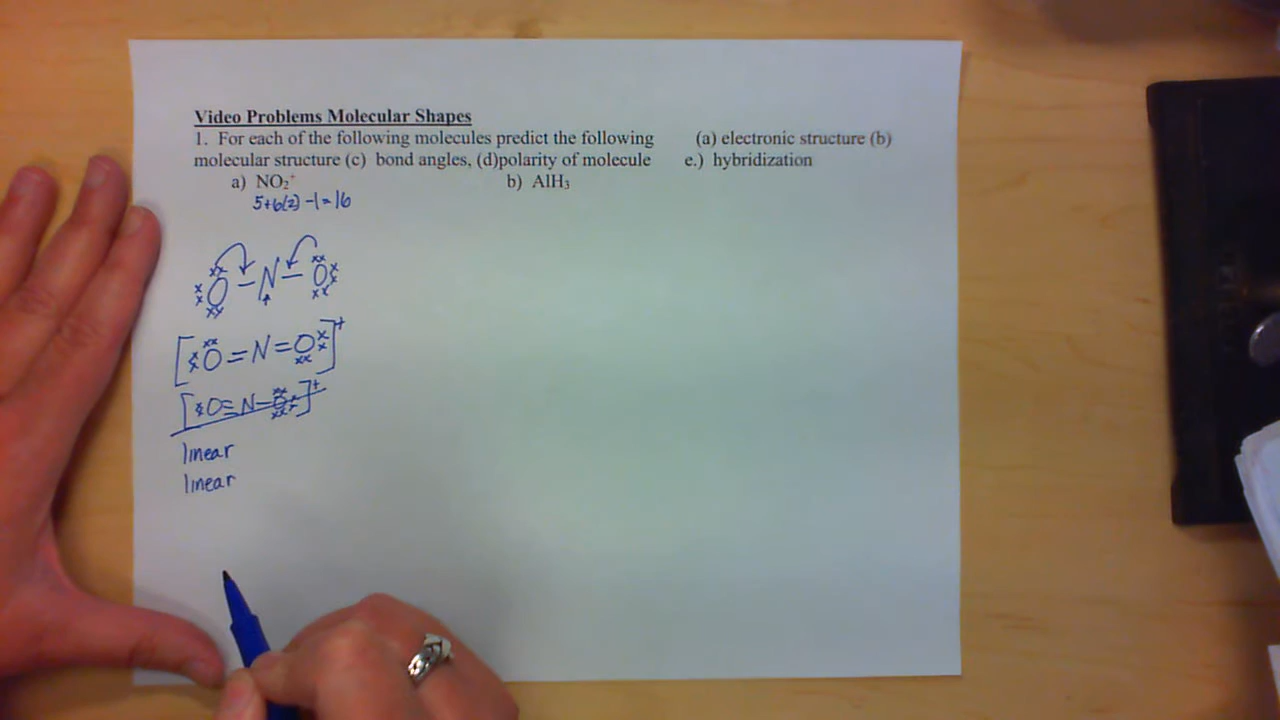 Video Problems Molecular Shapes
1. For each of the following molecules predict the following (a) electronic structure (b)
molecular structure (c) bond angles, (d)polarity of molecule e.) hybridization
a) NO₂⁺ b) AlH₃
5+6(2)-1=16
O-N-O
+
[O=N=O]⁺
[O≡N-O]⁺
linear
linear